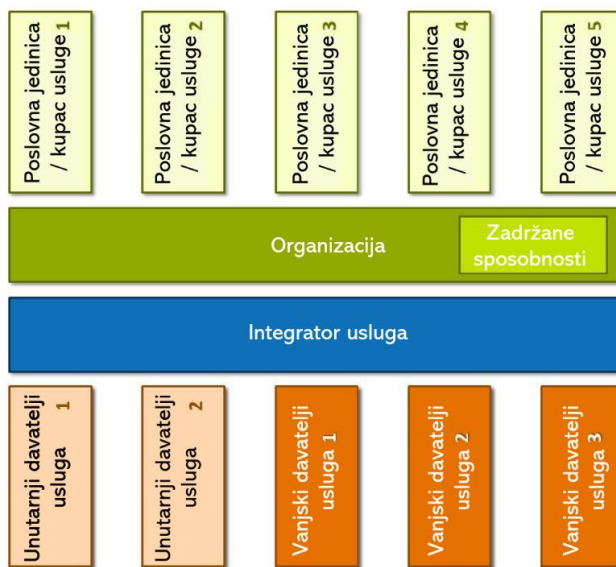 Poslovna jedinica
/ kupac usluge 1
Poslovna jedinica
/ kupac usluge 2
Poslovna jedinica
/ kupac usluge 3
Poslovna jedinica
/ kupac usluge 4
Poslovna jedinica
/ kupac usluge 5
Organizacija
Zadržane
sposobnosti
Integrator usluga
Unutarnji davatelji
usluga 1
Unutarnji davatelji
usluga 2
Vanjski davatelji
usluga 1
Vanjski davatelji
usluga 2
Vanjski davatelji
usluga 3